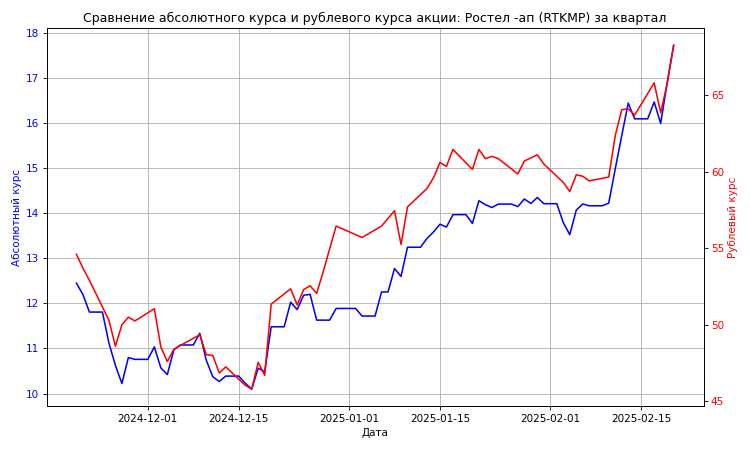 Сравнение абсолютного курса и рублевого курса акции: Ростел -ап (RTKMP) за квартал
18
17
16
15
14
13
12
11
10
Абсолютный курс
65
60
55
50
45
Рублевый курс
2024-12-01 2024-12-15 2025-01-01 2025-01-15 2025-02-01 2025-02-15
Дата